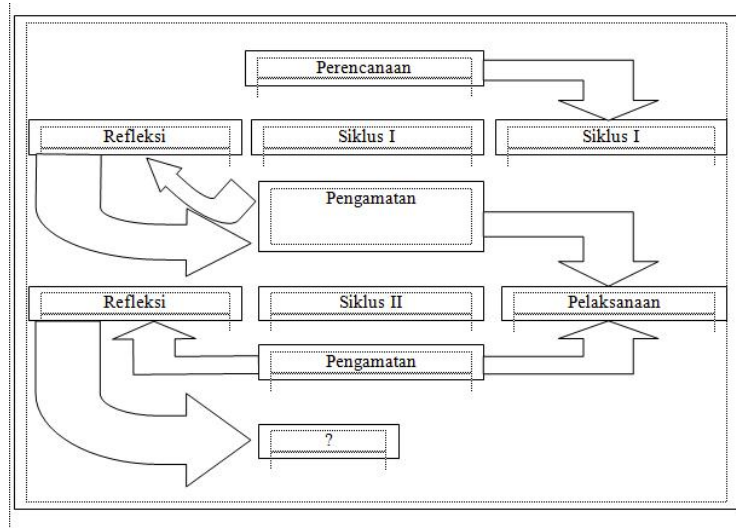 Perencanaan
Refleksi
Siklus I
Siklus I
Pengamatan
Refleksi
Siklus II
Pelaksanaan
Pengamatan
?